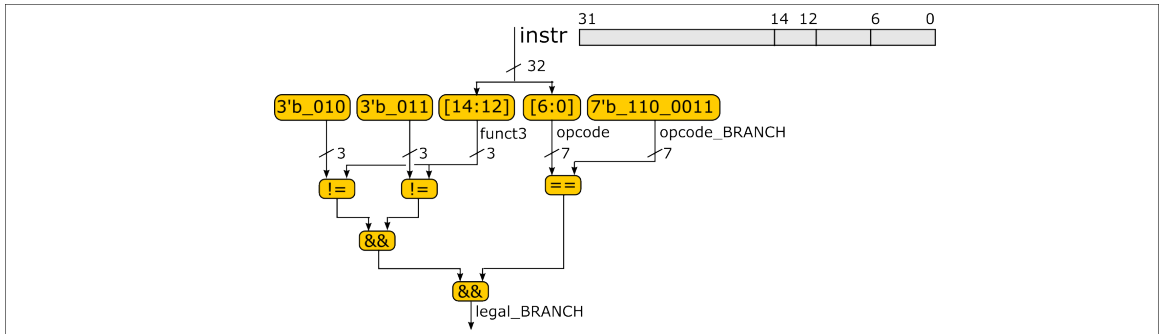 31 14 12 6 0
instr
32
3'b_010 3'b_011 [14:12] [6:0] 7'b_110_0011
funct3 opcode opcode_BRANCH
3 3 3 7 7
!= != ==
&&
&&
legal_BRANCH